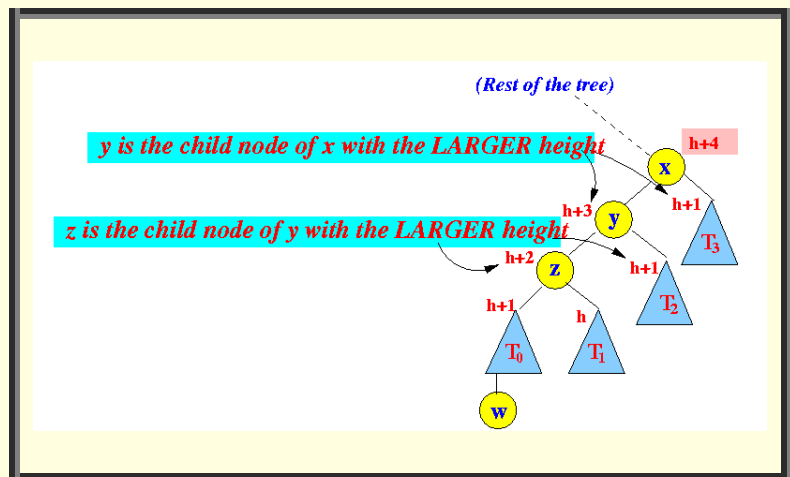 (Rest of the tree)
y is the child node of x with the LARGER height
h+4
x
h+1
h+3
y
T3
z is the child node of y with the LARGER height
h+2
z
h+1
T2
h+1
h
T0
T1
w